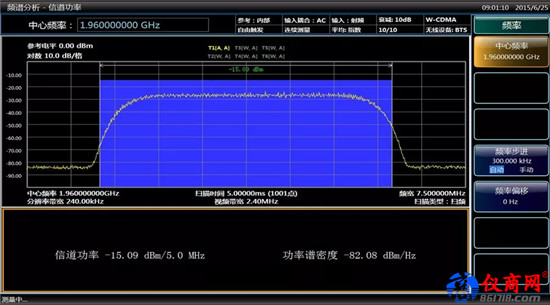 频谱分析 - 信道功率
09:01:10 2015/6/25
中心频率： 1.960000000 GHz
参考：内部 输入耦合：AC 衰减: 10dB W-CDMA
自由触发 连续测量 输入：射频 平均: 指数 10/10 无线设备: BTS
频率
参考电平 0.00 dBm
对数 10.0 dB/格
T1[A, A] T3[W, A] T5[W, A]
T2[W, A] T4[W, A] T6[W, A]
-15.09 dBm
-10.00
-20.00
-30.00
-40.00
-50.00
-60.00
-70.00
-80.00
-90.00
中心频率 1.960000000GHz
扫描时间 5.00000ms (1001点)
频宽 7.500000MHz
分辨率带宽 240.00kHz
视频带宽 2.40MHz
扫描类型：扫频
中心频率
1.960000000 GHz
频率步进
300.000 kHz
自动 手动
频率偏移
0 Hz
信道功率 -15.09 dBm/5.0 MHz
功率谱密度 -82.08 dBm/Hz
测量中...
仪商网
861718.com